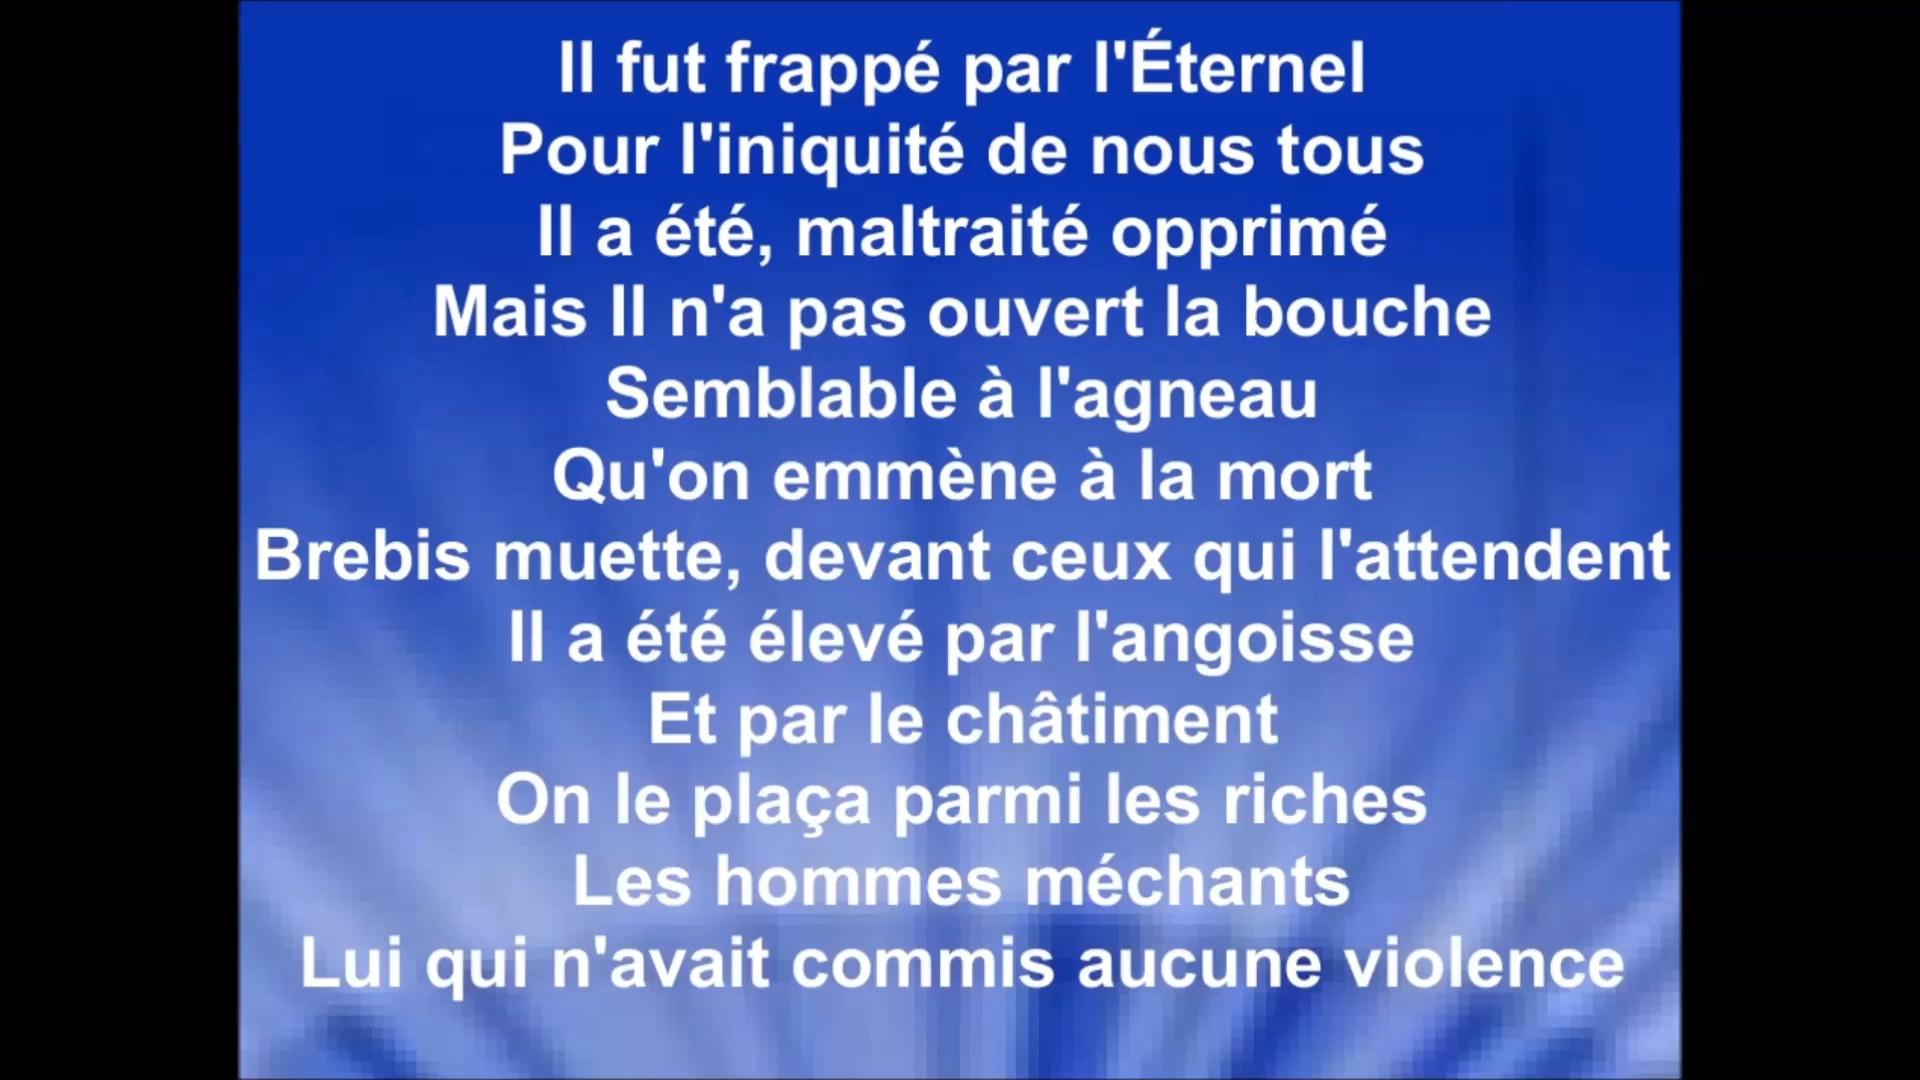 Il fut frappé par l'Éternel
Pour l'iniquité de nous tous
Il a été, maltraité opprimé
Mais Il n'a pas ouvert la bouche
Semblable à l'agneau
Qu'on emmène à la mort
Brebis muette, devant ceux qui l'attendent
Il a été élevé par l'angoisse
Et par le châtiment
On le plaça parmi les riches
Les hommes méchants
Lui qui n'avait commis aucune violence